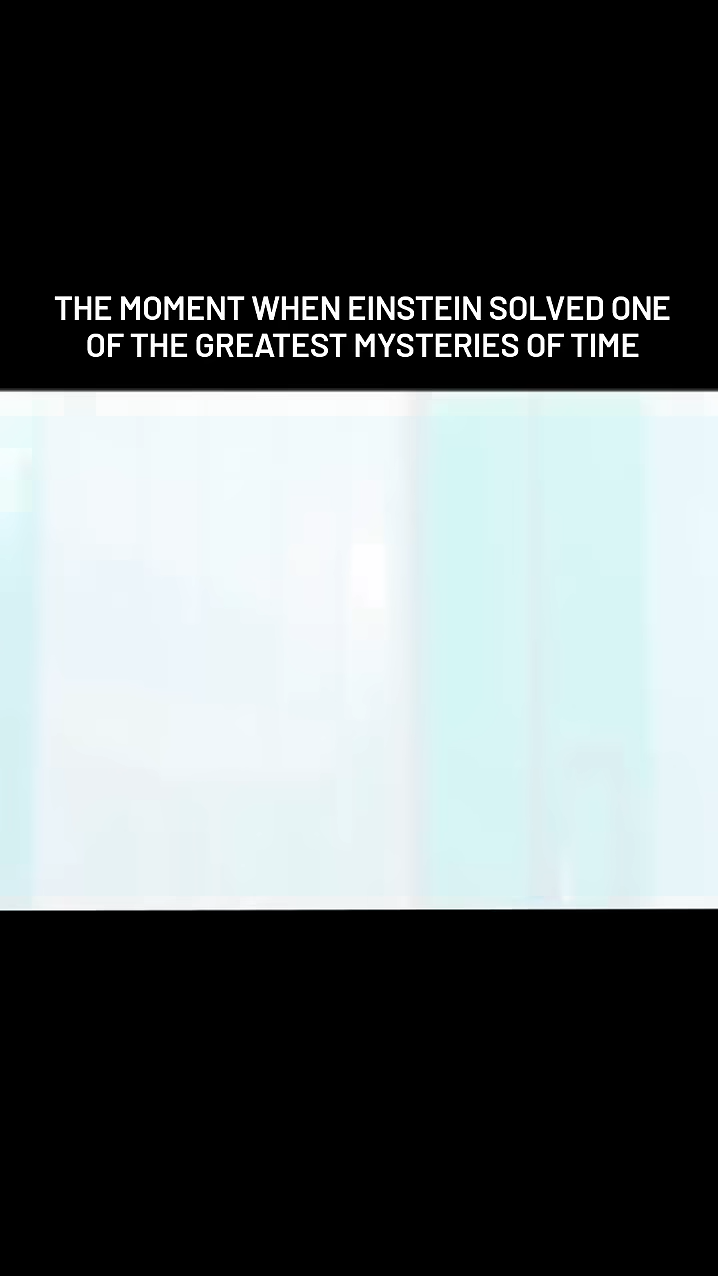 THE MOMENT WHEN EINSTEIN SOLVED ONE
OF THE GREATEST MYSTERIES OF TIME